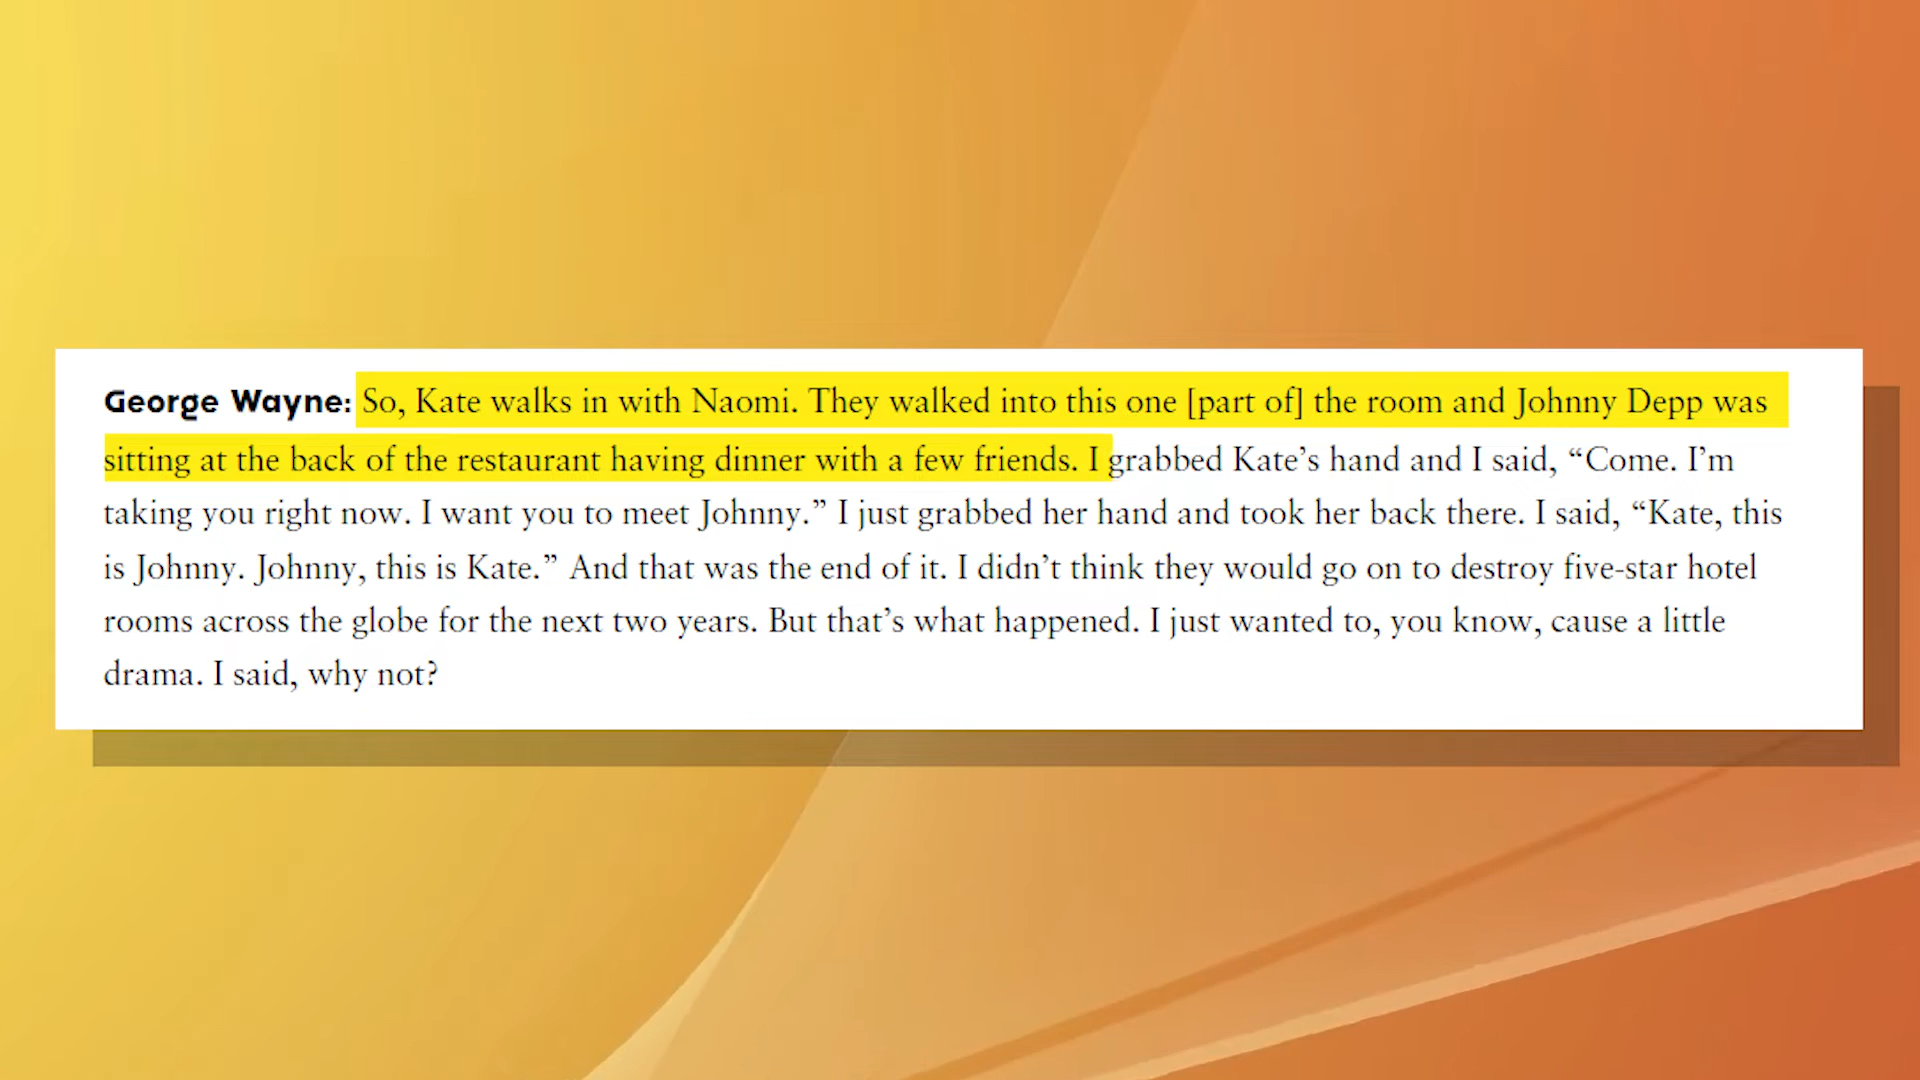 George Wayne: So, Kate walks in with Naomi. They walked into this one [part of] the room and Johnny Depp was
sitting at the back of the restaurant having dinner with a few friends. I grabbed Kate’s hand and I said, “Come. I’m
taking you right now. I want you to meet Johnny.” I just grabbed her hand and took her back there. I said, “Kate, this
is Johnny. Johnny, this is Kate.” And that was the end of it. I didn’t think they would go on to destroy five-star hotel
rooms across the globe for the next two years. But that’s what happened. I just wanted to, you know, cause a little
drama. I said, why not?